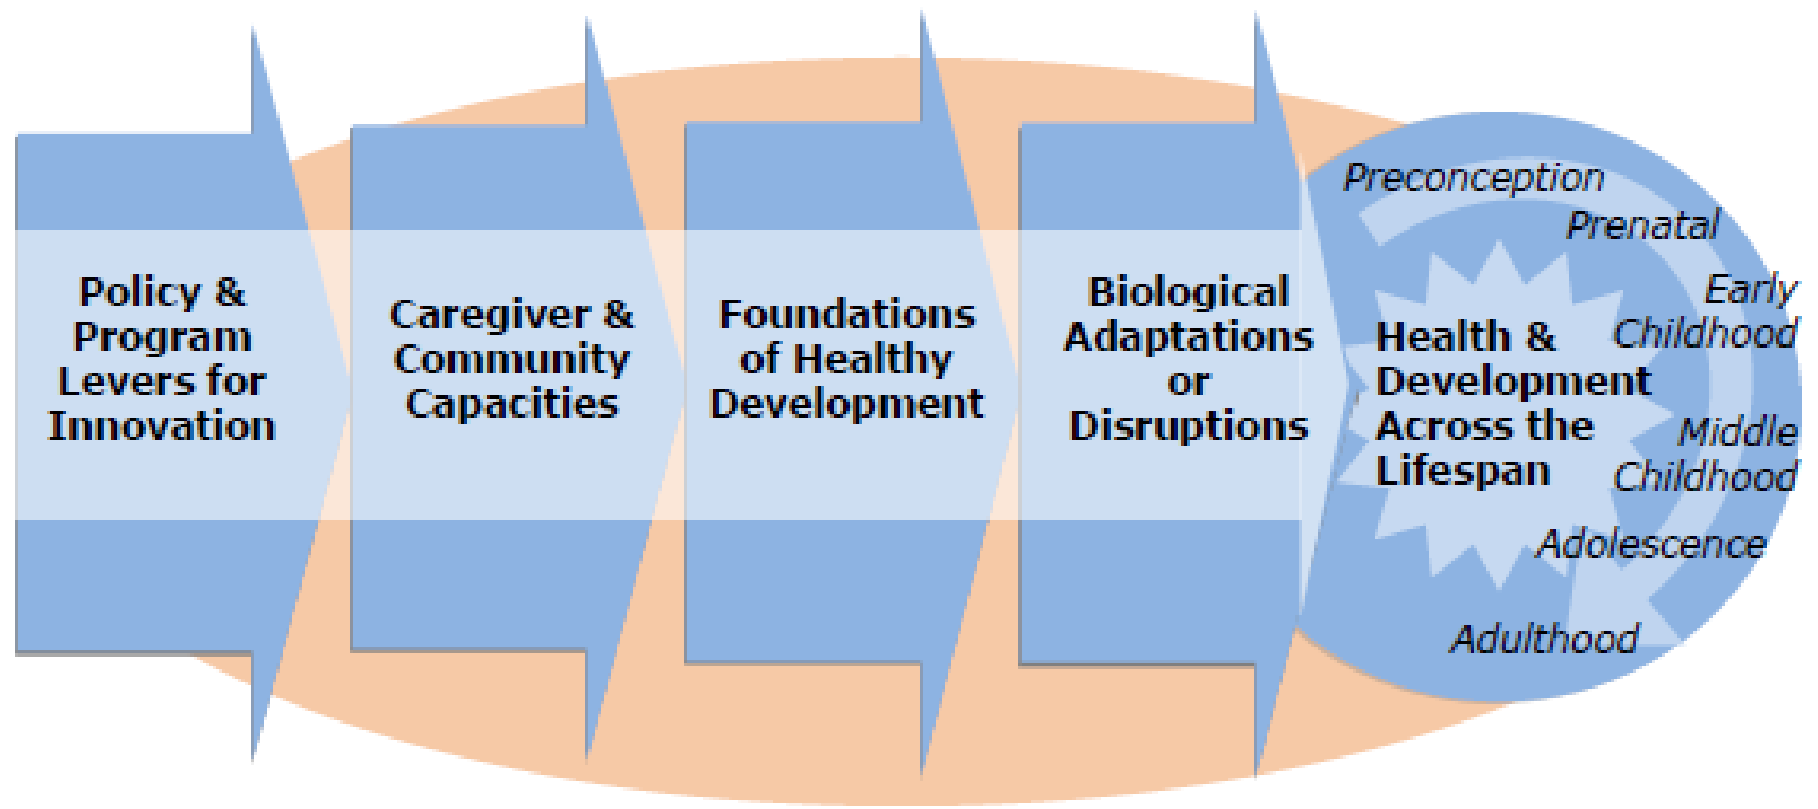 Policy &
Program
Levers for
Innovation
Caregiver &
Community
Capacities
Foundations
of Healthy
Development
Biological
Adaptations
or
Disruptions
Health &
Development
Across the
Lifespan
Preconception
Prenatal
Early
Childhood
Middle
Childhood
Adolescence
Adulthood